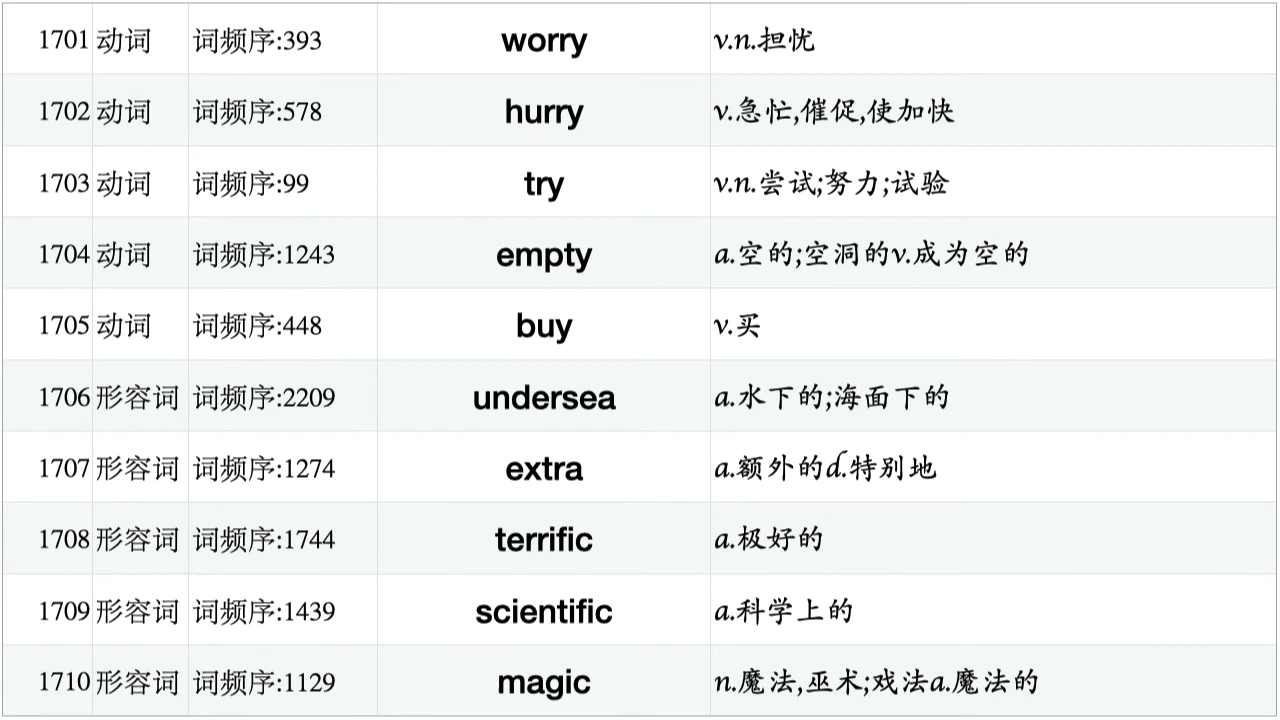 1701 动词 词频序:393 worry v.n.担忧
1702 动词 词频序:578 hurry v.急忙,催促,使加快
1703 动词 词频序:99 try v.n.尝试;努力;试验
1704 动词 词频序:1243 empty a.空的;空洞的v.成为空的
1705 动词 词频序:448 buy v.买
1706 形容词 词频序:2209 undersea a.水下的;海面下的
1707 形容词 词频序:1274 extra a.额外的d.特别地
1708 形容词 词频序:1744 terrific a.极好的
1709 形容词 词频序:1439 scientific a.科学上的
1710 形容词 词频序:1129 magic n.魔法,巫术;戏法a.魔法的